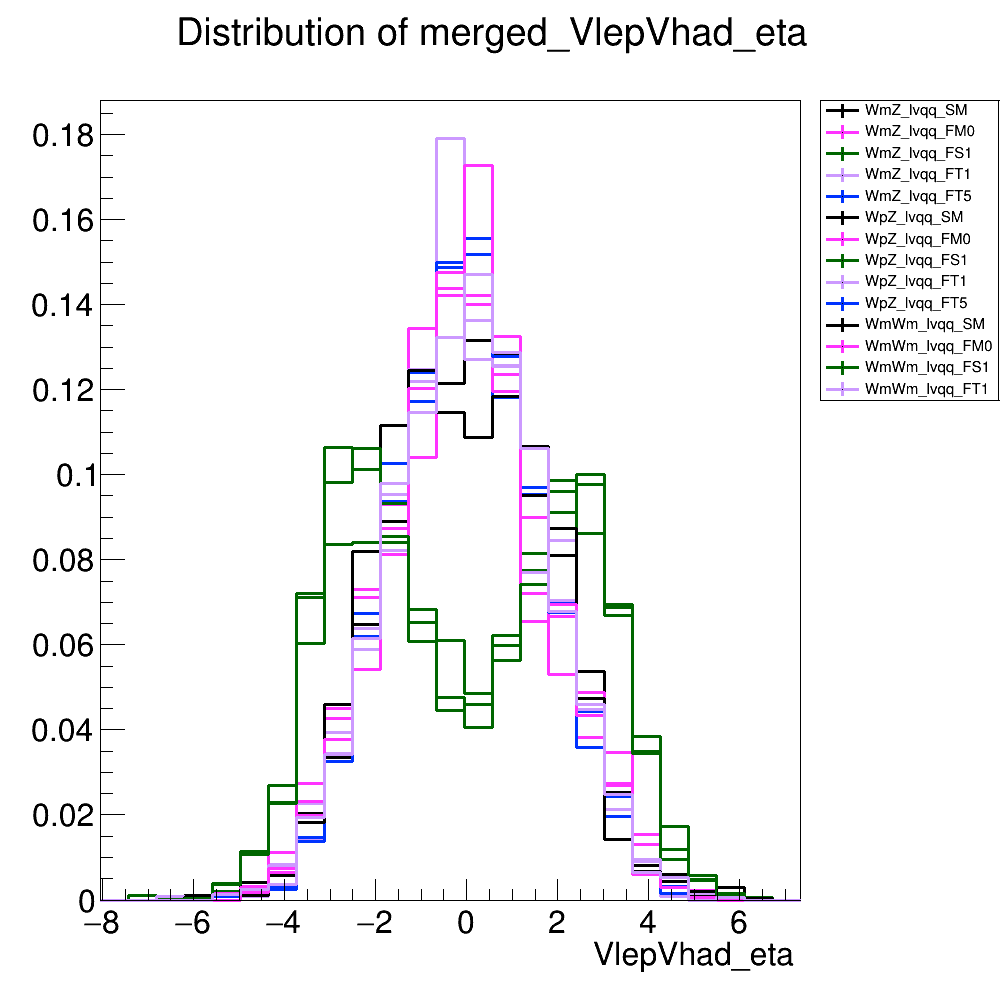 Distribution of merged_VlepVhad_eta
WmZ_lvqq_SM
WmZ_lvqq_FM0
WmZ_lvqq_FS1
WmZ_lvqq_FT1
WmZ_lvqq_FT5
WpZ_lvqq_SM
WpZ_lvqq_FM0
WpZ_lvqq_FS1
WpZ_lvqq_FT1
WpZ_lvqq_FT5
WmWm_lvqq_SM
WmWm_lvqq_FM0
WmWm_lvqq_FS1
WmWm_lvqq_FT1
0.18
0.16
0.14
0.12
0.1
0.08
0.06
0.04
0.02
0
−8 −6 −4 −2 0 2 4 6
VlepVhad_eta